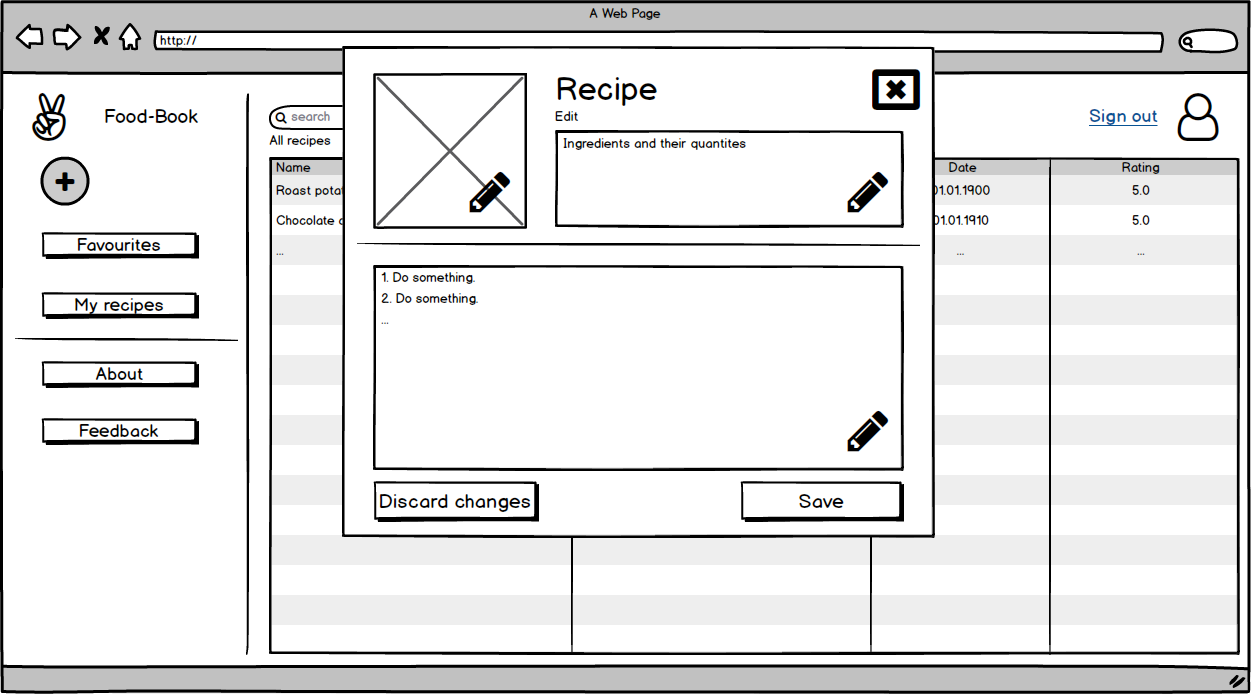 A Web Page
http://
Food-Book
Favourites
My recipes
About
Feedback
search
All recipes
Sign out
Name
Date
Rating
Roast
01.01.1900
5.0
Chocolate
01.01.1910
5.0
...
...
...
Recipe
Edit
Ingredients and their quantites
1. Do something.
2. Do something.
...
Discard changes
Save